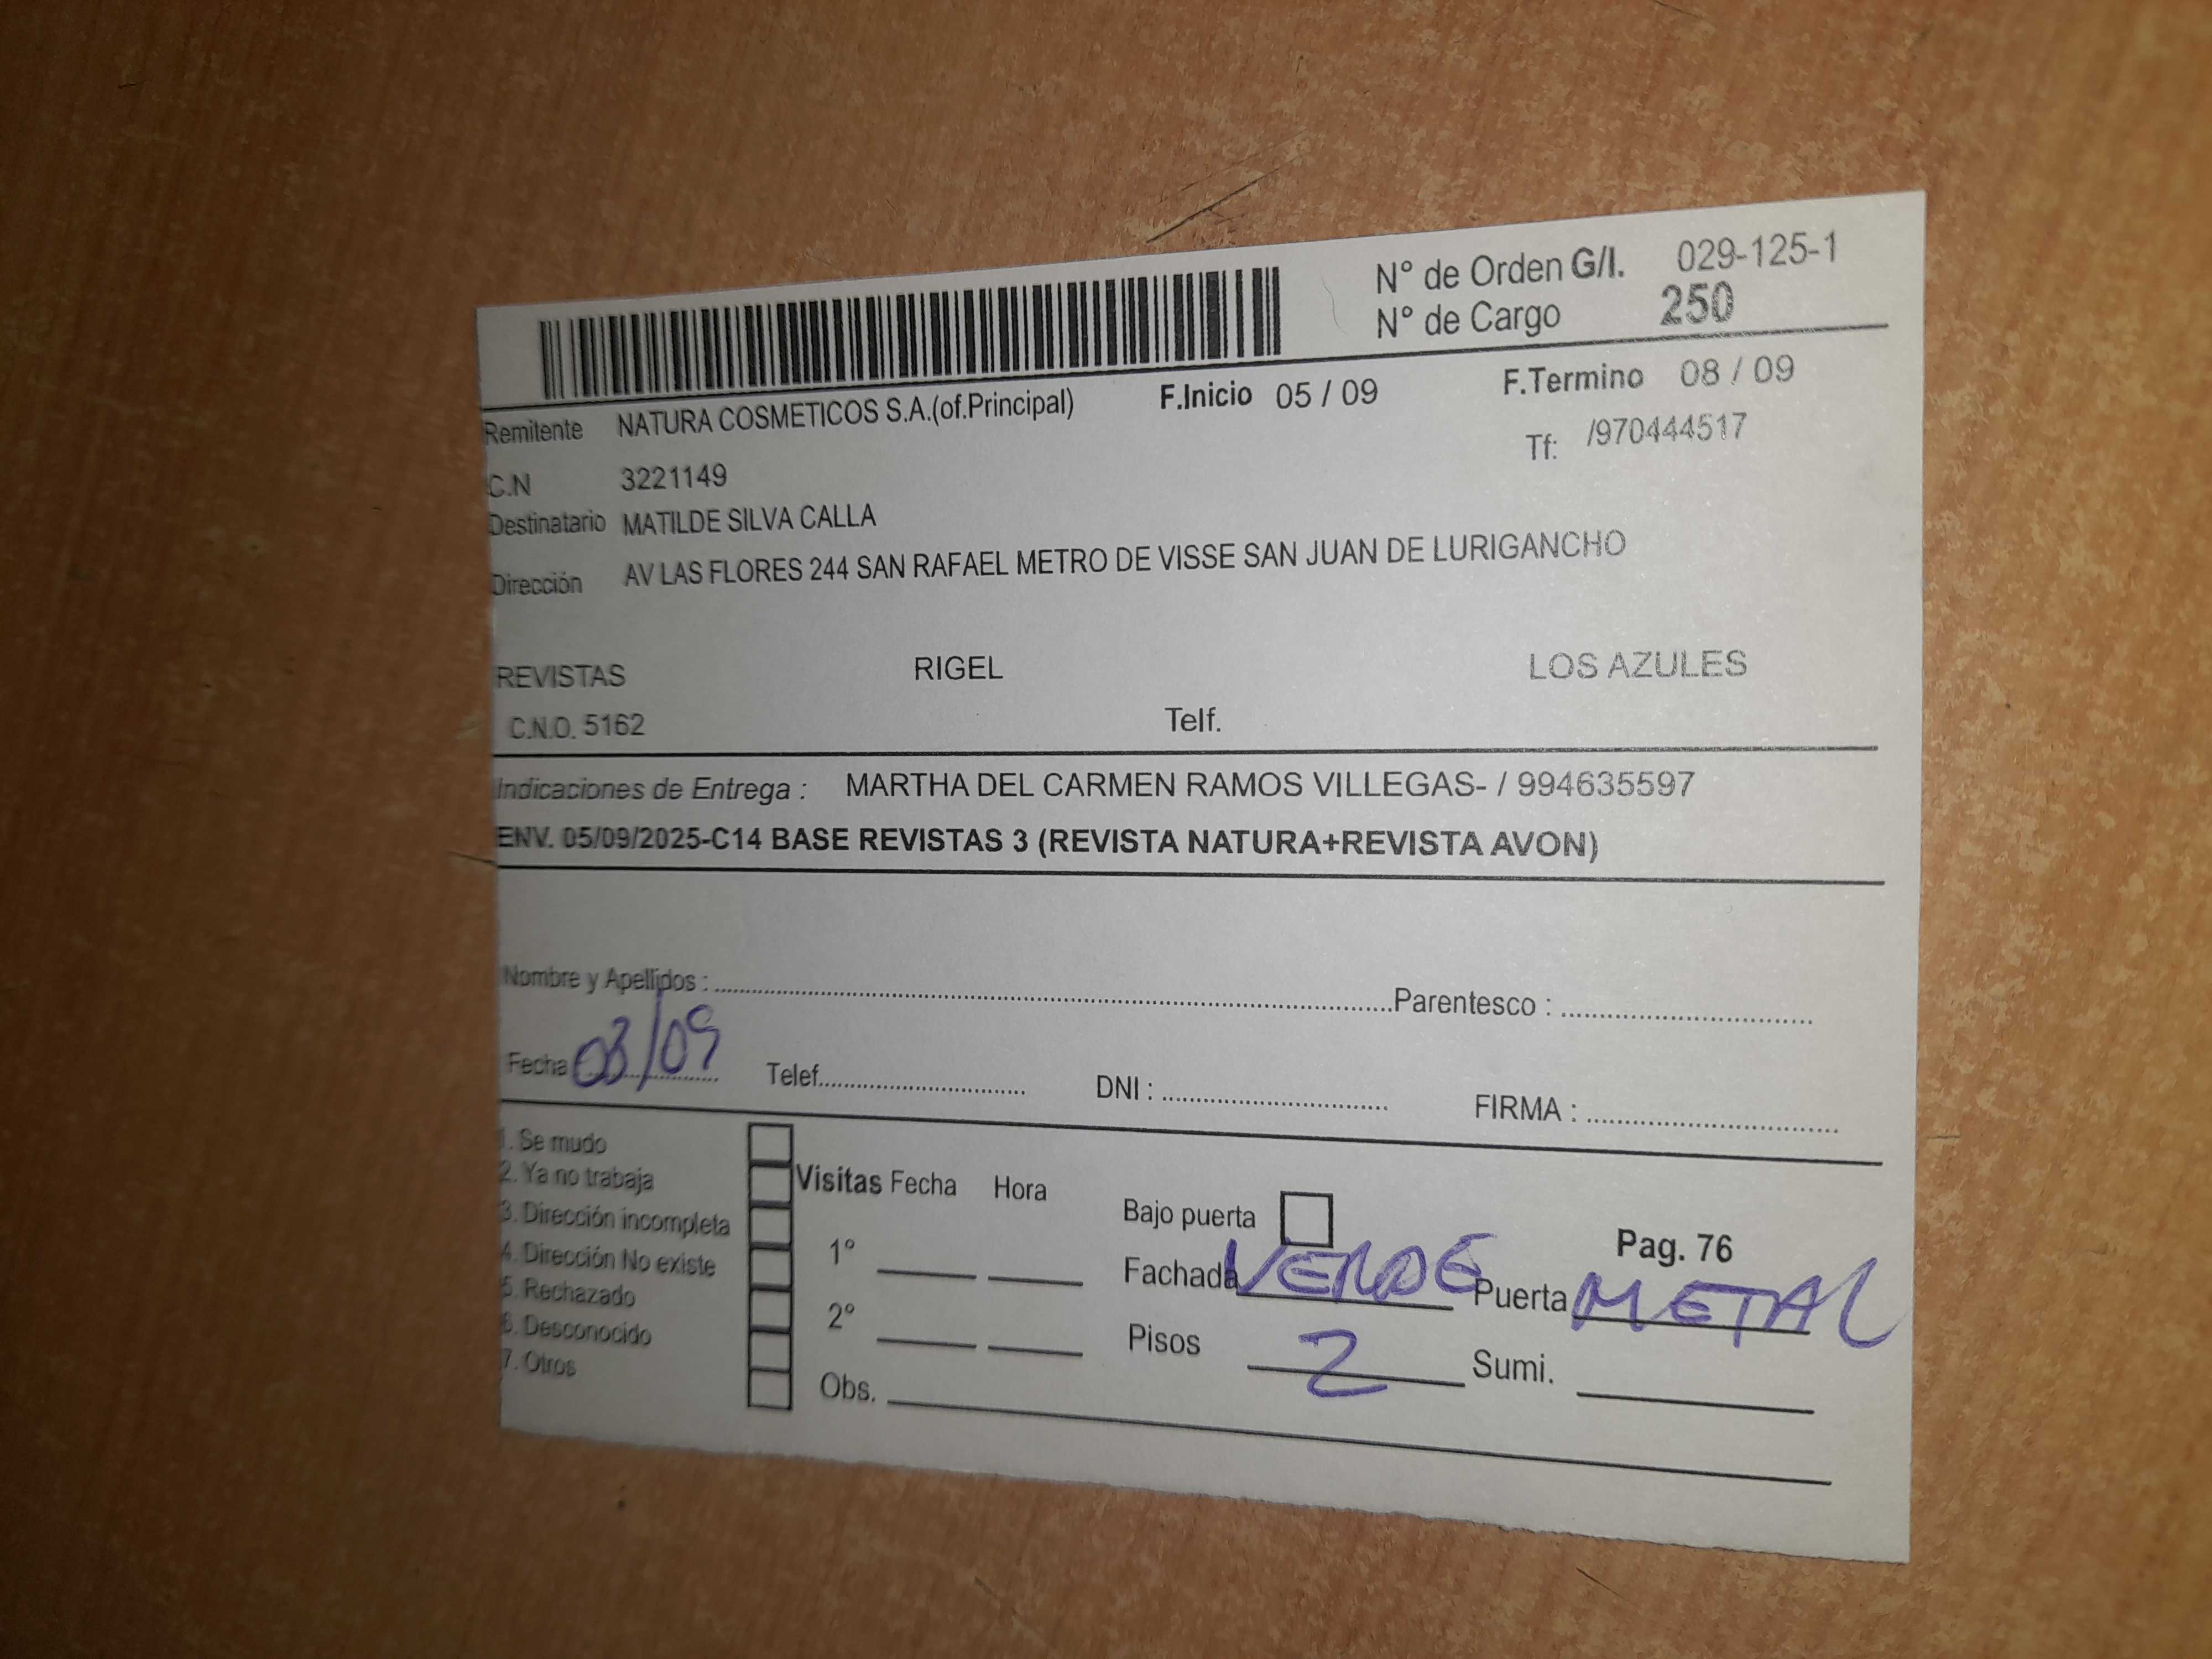 N° de Orden G/I. 029-125-1
N° de Cargo 250
Remitente NATURA COSMETICOS S.A.(of.Principal) F.Inicio 05 / 09 F.Termino 08 / 09
C.N 3221149 Tf: /970444517
Destinatario MATILDE SILVA CALLA
Dirección AV LAS FLORES 244 SAN RAFAEL METRO DE VISSE SAN JUAN DE LURIGANCHO
REVISTAS RIGEL LOS AZULES
C.N.O. 5162 Telf.
Indicaciones de Entrega : MARTHA DEL CARMEN RAMOS VILLEGAS- / 994635597
ENV. 05/09/2025-C14 BASE REVISTAS 3 (REVISTA NATURA+REVISTA AVON)
Nombre y Apellidos : Parentesco :
Fecha 03/09 Telef. DNI : FIRMA :
1. Se mudo
2. Ya no trabaja
3. Dirección incompleta
4. Dirección No existe
5. Rechazado
6. Desconocido
7. Otros
Visitas Fecha Hora
1°
2°
Obs.
Bajo puerta Pag. 76
Fachada VERDE Puerta METAL
Pisos 2 Sumi.